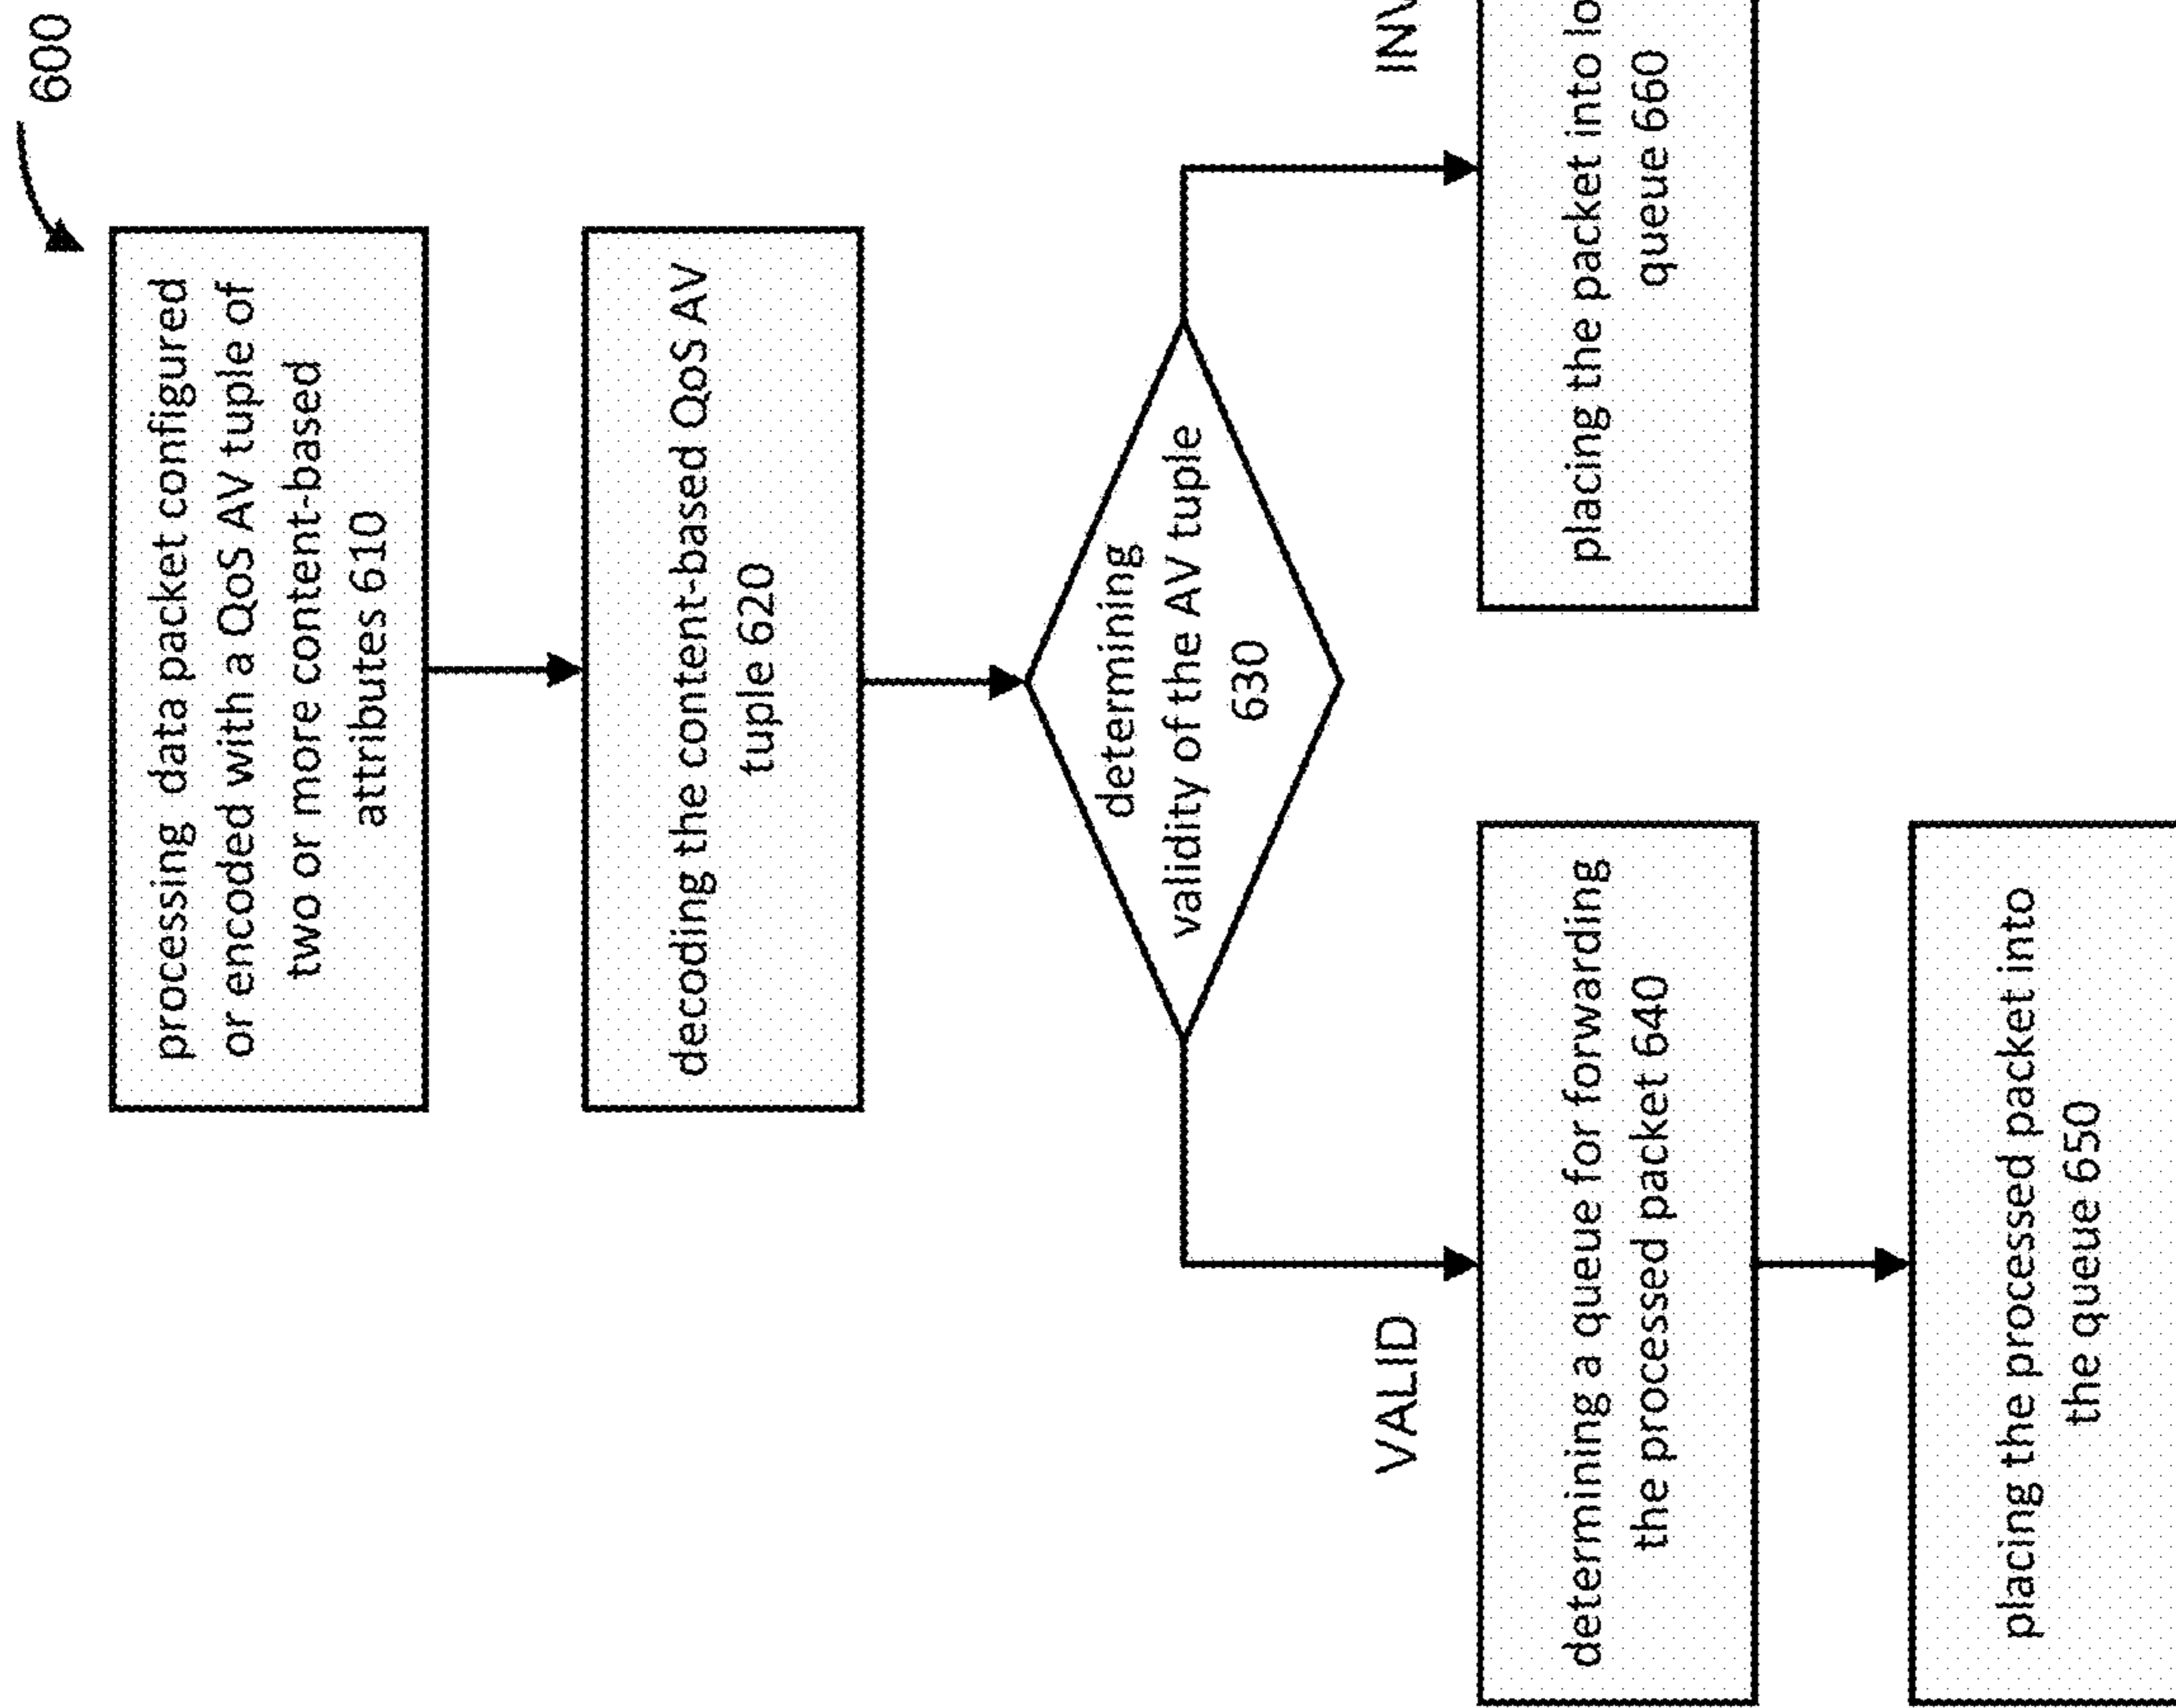 600
processing data packet configured
or encoded with a QoS AV tuple of
two or more content-based
attributes 610
decoding the content-based QoS AV
tuple 620
determining
validity of the AV tuple
630
VALID
determining a queue for forwarding
the processed packet 640
placing the processed packet into
the queue 650
placing the packet into
queue 660